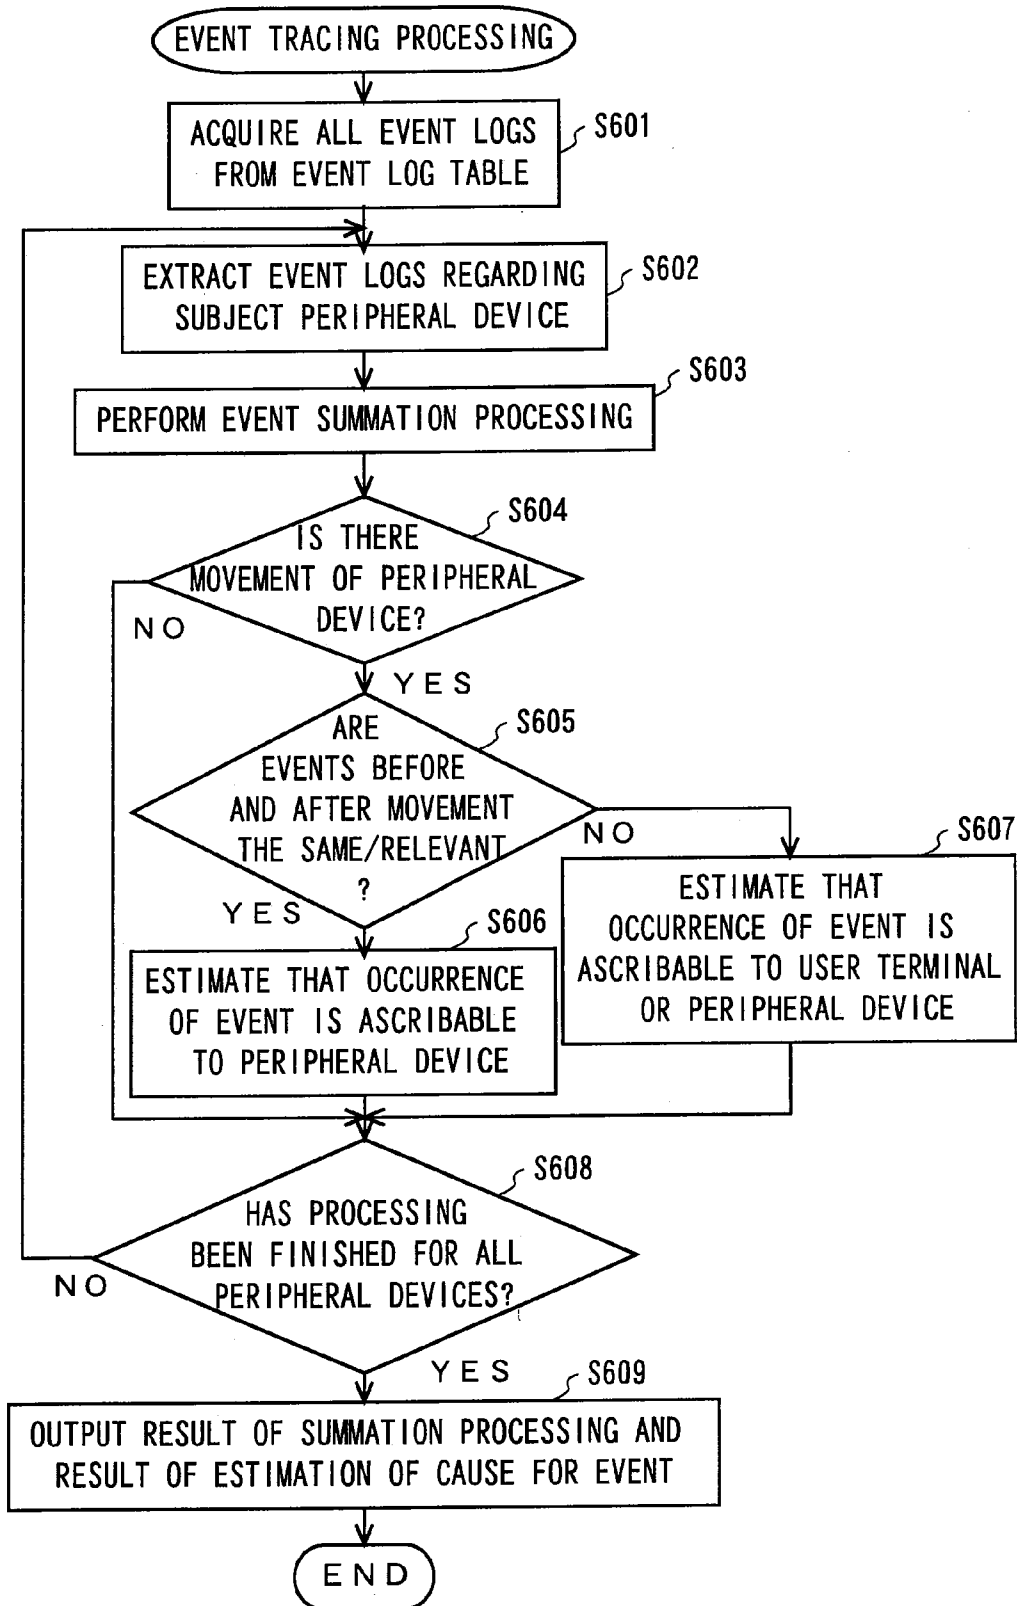 EVENT TRACING PROCESSING
ACQUIRE ALL EVENT LOGS
FROM EVENT LOG TABLE
S601
EXTRACT EVENT LOGS REGARDING
SUBJECT PERIPHERAL DEVICE
S602
PERFORM EVENT SUMMATION PROCESSING
S603
IS THERE
MOVEMENT OF PERIPHERAL
DEVICE?
S604
NO
YES
ARE
EVENTS BEFORE
AND AFTER MOVEMENT
THE SAME/RELEVANT
?
S605
NO
YES
ESTIMATE THAT OCCURRENCE
OF EVENT IS ASCRIBABLE
TO PERIPHERAL DEVICE
S606
ESTIMATE THAT
OCCURRENCE OF EVENT IS
ASCRIBABLE TO USER TERMINAL
OR PERIPHERAL DEVICE
S607
HAS PROCESSING
BEEN FINISHED FOR ALL
PERIPHERAL DEVICES?
S608
NO
YES
OUTPUT RESULT OF SUMMATION PROCESSING AND
RESULT OF ESTIMATION OF CAUSE FOR EVENT
S609
END